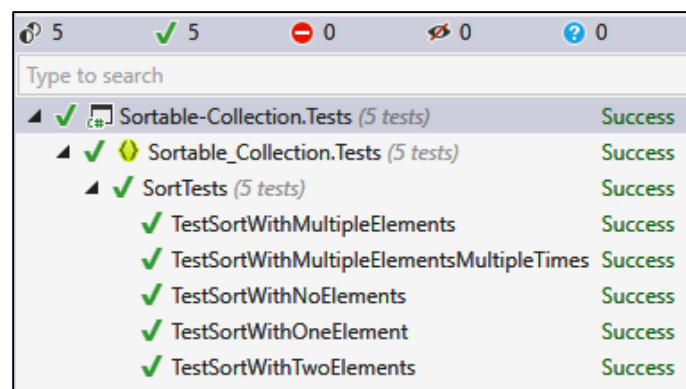 5 5 0 0 0
Type to search
C# Sortable-Collection.Tests (5 tests) Success
Sortable_Collection.Tests (5 tests) Success
SortTests (5 tests) Success
TestSortWithMultipleElements Success
TestSortWithMultipleElementsMultipleTimes Success
TestSortWithNoElements Success
TestSortWithOneElement Success
TestSortWithTwoElements Success